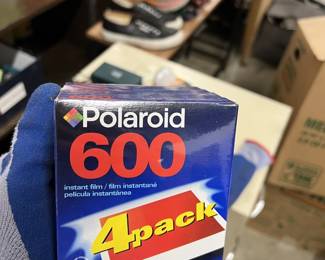 Polaroid
600
instant film / film instantané
película instantánea
4pack